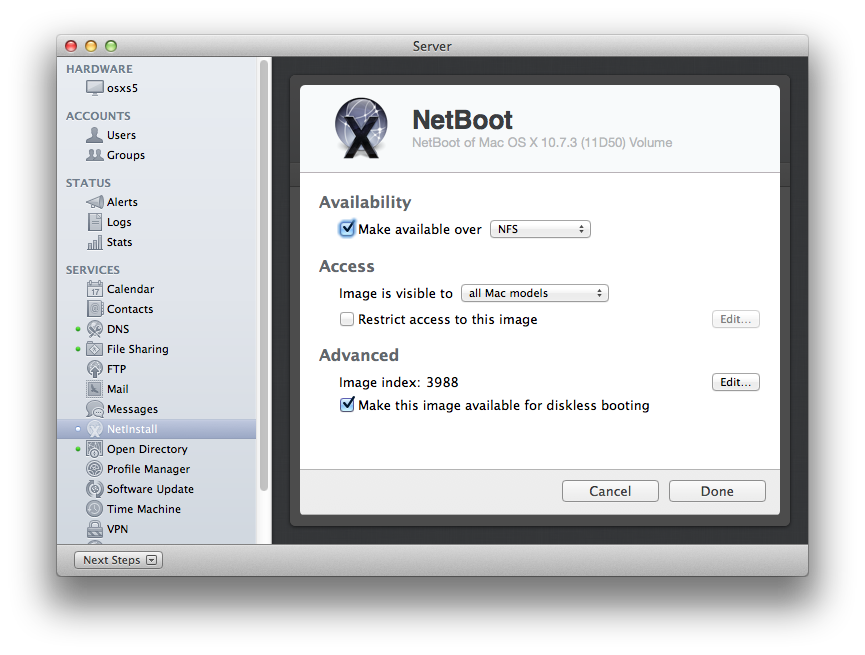 Server
HARDWARE
osxs5
ACCOUNTS
Users
Groups
STATUS
Alerts
Logs
Stats
SERVICES
17
Calendar
Contacts
DNS
File Sharing
FTP
Mail
Messages
NetInstall
Open Directory
Profile Manager
Software Update
Time Machine
VPN
Next Steps
X
NetBoot
NetBoot of Mac OS X 10.7.3 (11D50) Volume
Availability
Make available over NFS
Access
Image is visible to all Mac models
Restrict access to this image Edit...
Advanced
Image index: 3988 Edit...
Make this image available for diskless booting
Cancel Done